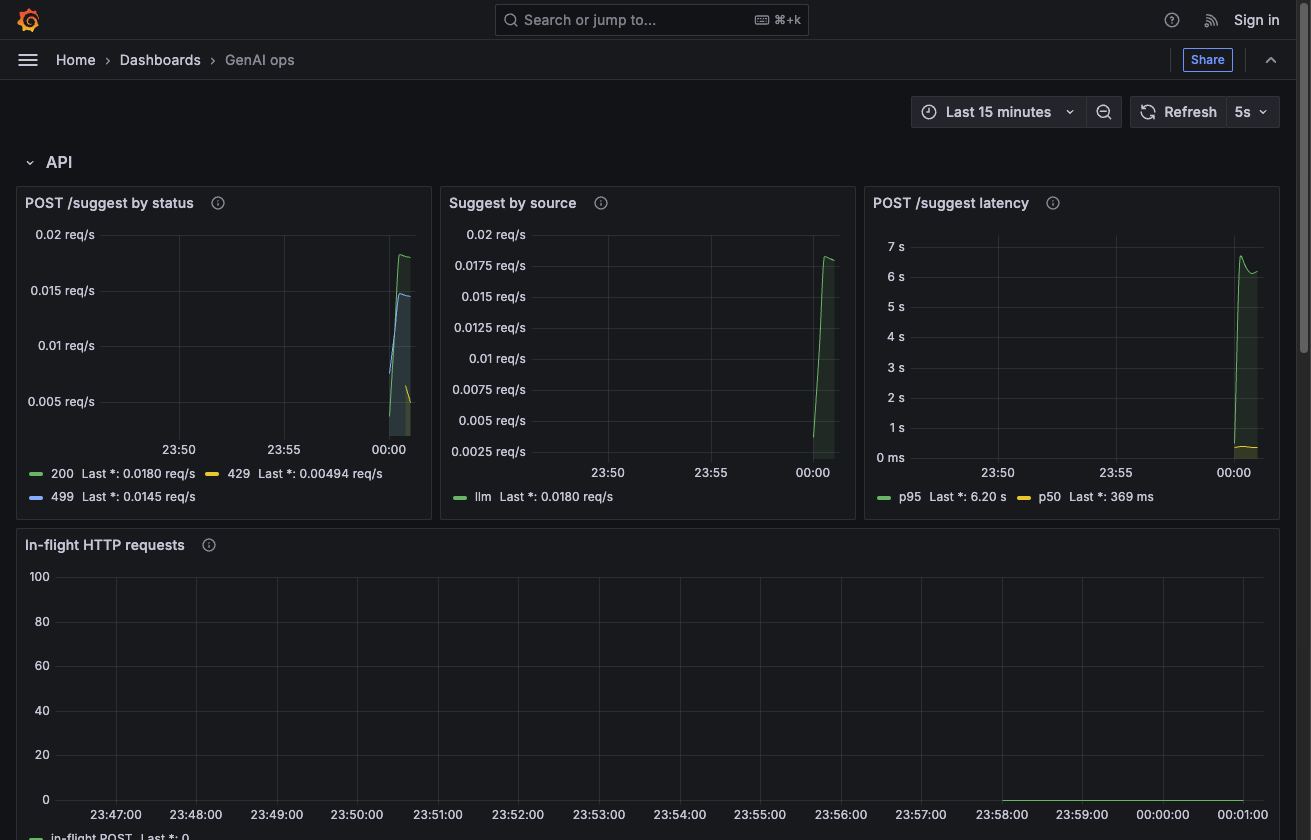 Search or jump to... ⌘+k
Sign in
Home › Dashboards › GenAI ops
Share
Last 15 minutes
Refresh 5s
API
POST /suggest by status
0.02 req/s
0.015 req/s
0.01 req/s
0.005 req/s
23:50 23:55 00:00
200 Last *: 0.0180 req/s 429 Last *: 0.00494 req/s
499 Last *: 0.0145 req/s
Suggest by source
0.02 req/s
0.0175 req/s
0.015 req/s
0.0125 req/s
0.01 req/s
0.0075 req/s
0.005 req/s
0.0025 req/s
23:50 23:55 00:00
llm Last *: 0.0180 req/s
POST /suggest latency
7 s
6 s
5 s
4 s
3 s
2 s
1 s
0 ms
23:50 23:55 00:00
p95 Last *: 6.20 s p50 Last *: 369 ms
In-flight HTTP requests
100
80
60
40
20
0
23:47:00 23:48:00 23:49:00 23:50:00 23:51:00 23:52:00 23:53:00 23:54:00 23:55:00 23:56:00 23:57:00 23:58:00 23:59:00 00:00:00 00:01:00
in-flight POST Last *: 0